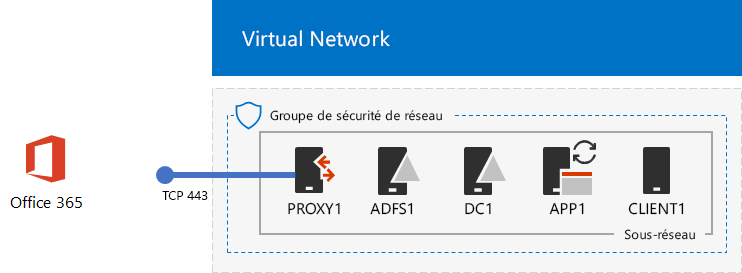 Virtual Network
Groupe de sécurité de réseau
Office 365
TCP 443
PROXY1
ADFS1
DC1
APP1
CLIENT1
Sous-réseau